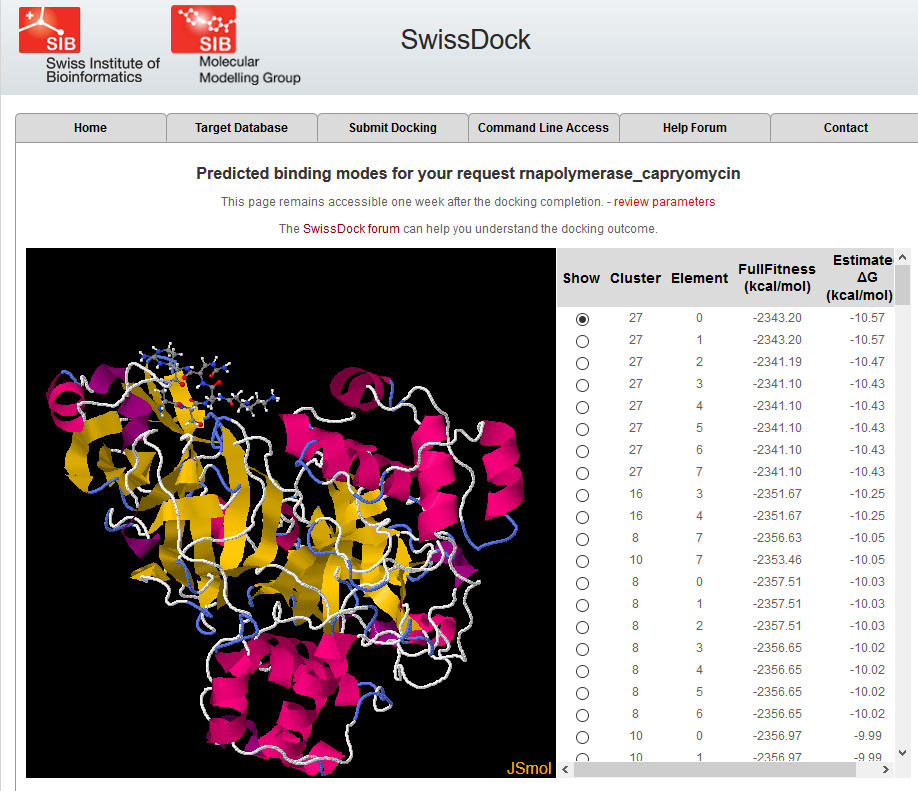 SIB
Swiss Institute of
Bioinformatics
SIB
Molecular
Modelling Group
SwissDock
Home Target Database Submit Docking Command Line Access Help Forum Contact
Predicted binding modes for your request rnapolymerase_capryomycin
This page remains accessible one week after the docking completion. - review parameters
The SwissDock forum can help you understand the docking outcome.
Show Cluster Element FullFitness (kcal/mol) Estimate ΔG (kcal/mol)
27 0 -2343.20 -10.57
27 1 -2343.20 -10.57
27 2 -2341.19 -10.47
27 3 -2341.10 -10.43
27 4 -2341.10 -10.43
27 5 -2341.10 -10.43
27 6 -2341.10 -10.43
27 7 -2341.10 -10.43
16 3 -2351.67 -10.25
16 4 -2351.67 -10.25
8 7 -2356.63 -10.05
10 7 -2353.46 -10.05
8 0 -2357.51 -10.03
8 1 -2357.51 -10.03
8 2 -2357.51 -10.03
8 3 -2356.65 -10.02
8 4 -2356.65 -10.02
8 5 -2356.65 -10.02
8 6 -2356.65 -10.02
10 0 -2356.97 -9.99
10 1 -2356.97 -9.99
JSmol